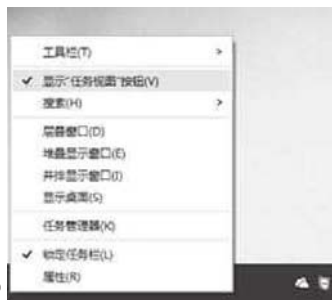 工具栏(T)
显示"任务视图"按钮(V)
搜索(H)
层叠窗口(D)
堆叠显示窗口(E)
并排显示窗口(I)
显示桌面(S)
任务管理器(K)
锁定任务栏(L)
属性(R)